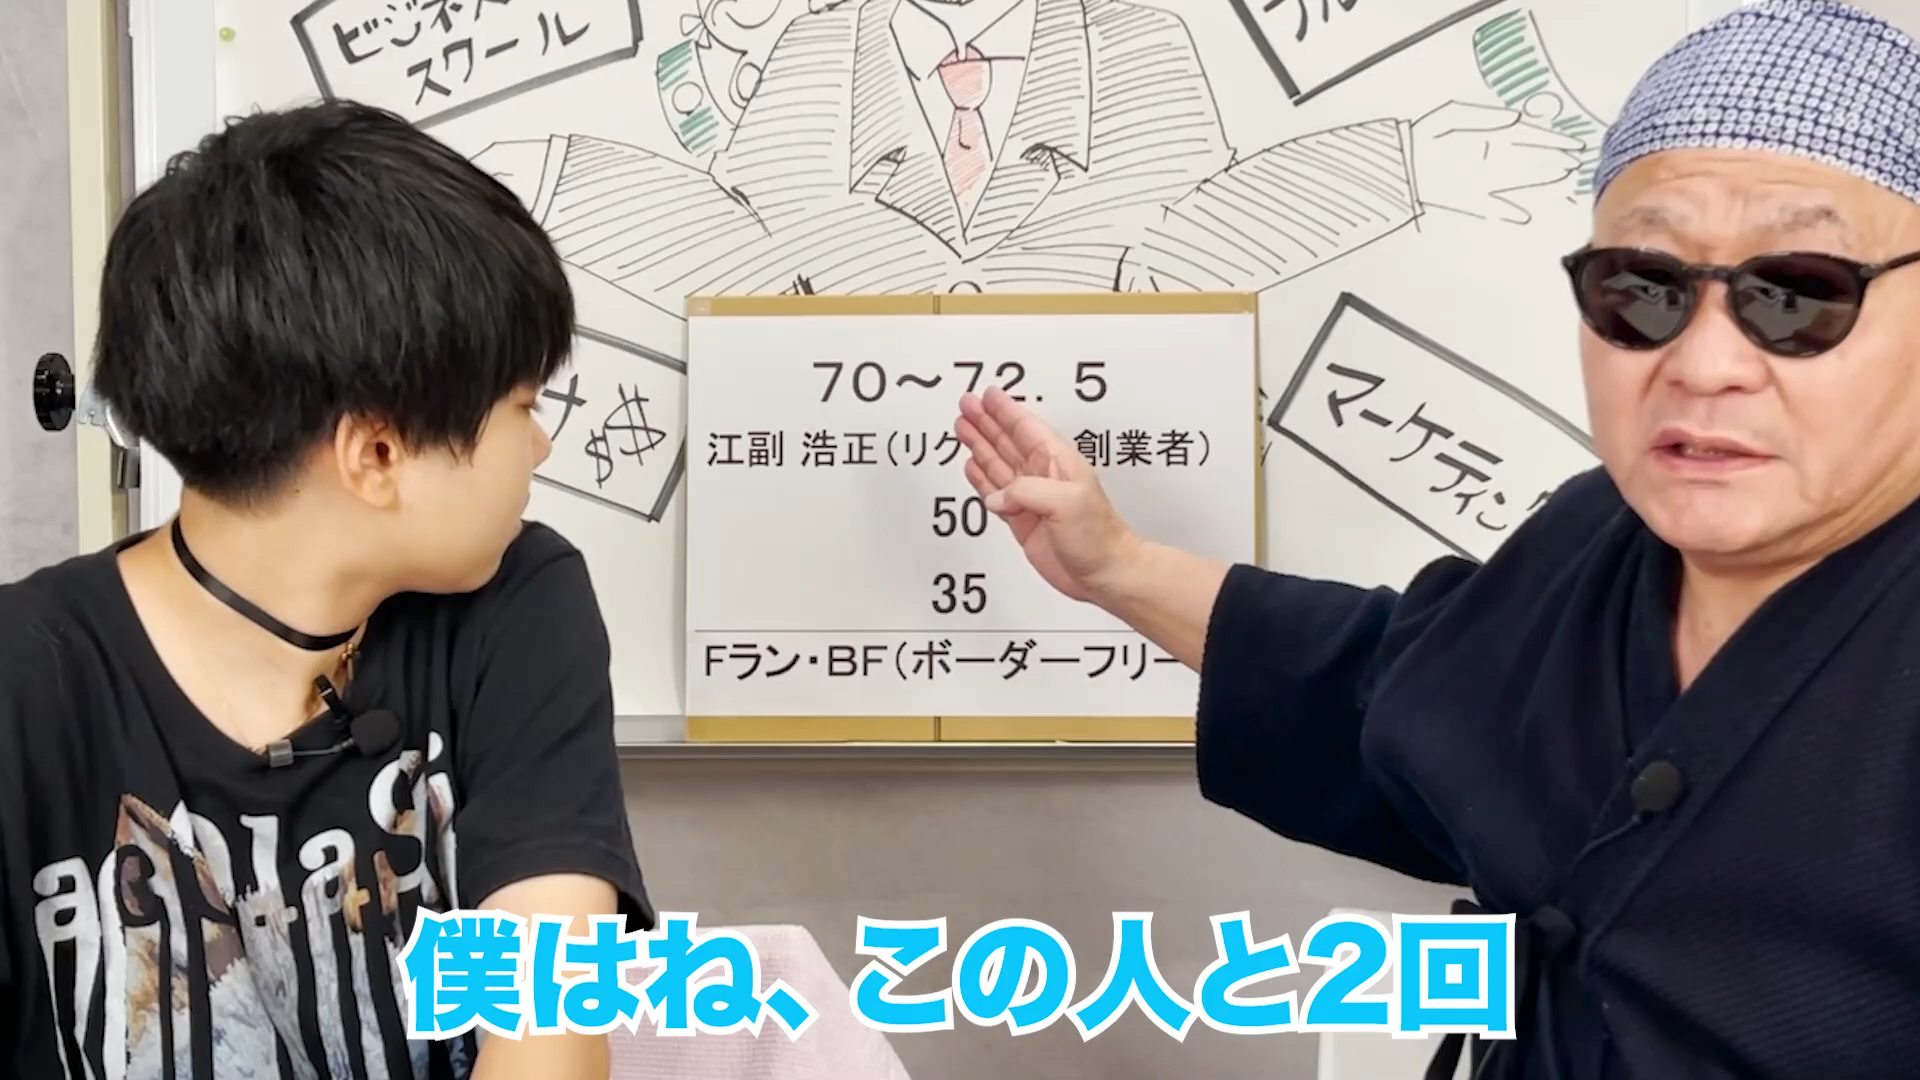 ビジネス
スクール
マーケティン
$
$
70~72.5
江副 浩正(リク 創業者)
50
35
Fラン・BF(ボーダーフリー
僕はね、この人と2回